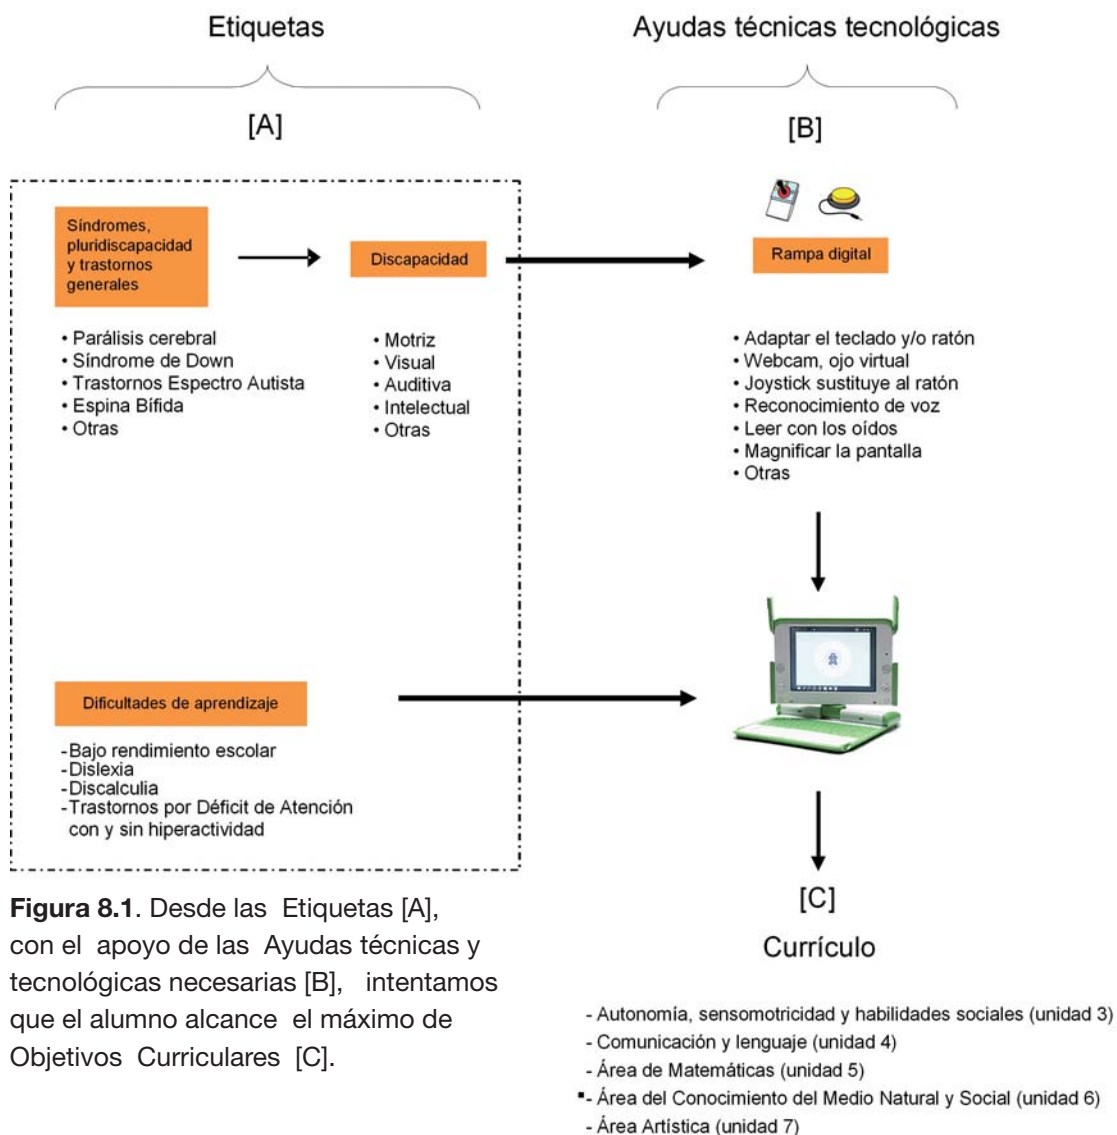 Etiquetas
[A]
Síndromes,
pluridiscapacidad
y trastornos
generales
• Parálisis cerebral
• Síndrome de Down
• Trastornos Espectro Autista
• Espina Bífida
• Otras
Discapacidad
• Motriz
• Visual
• Auditiva
• Intelectual
• Otras
Dificultades de aprendizaje
-Bajo rendimiento escolar
-Dislexia
-Discalculia
-Trastornos por Déficit de Atención
con y sin hiperactividad
Ayudas técnicas tecnológicas
[B]
Rampa digital
• Adaptar el teclado y/o ratón
• Webcam, ojo virtual
• Joystick sustituye al ratón
• Reconocimiento de voz
• Leer con los oídos
• Magnificar la pantalla
• Otras
[C]
Currículo
- Autonomía, sensomotricidad y habilidades sociales (unidad 3)
- Comunicación y lenguaje (unidad 4)
- Área de Matemáticas (unidad 5)
▪- Área del Conocimiento del Medio Natural y Social (unidad 6)
- Área Artística (unidad 7)
Figura 8.1. Desde las Etiquetas [A],
con el apoyo de las Ayudas técnicas y
tecnológicas necesarias [B], intentamos
que el alumno alcance el máximo de
Objetivos Curriculares [C].